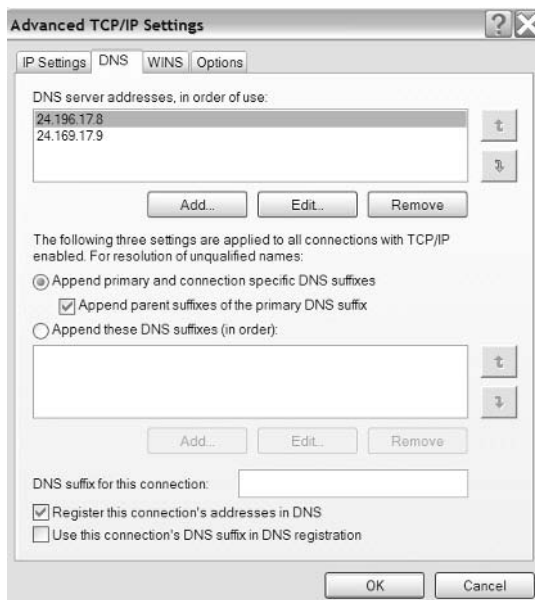 Advanced TCP/IP Settings
IP Settings DNS WINS Options
DNS server addresses, in order of use:
24.196.17.8
24.169.17.9
Add... Edit.. Remove
The following three settings are applied to all connections with TCP/IP
enabled. For resolution of unqualified names:
Append primary and connection specific DNS suffixes
Append parent suffixes of the primary DNS suffix
Append these DNS suffixes (in order):
Add... Edit.. Remove
DNS suffix for this connection:
Register this connection's addresses in DNS
Use this connection's DNS suffix in DNS registration
OK Cancel